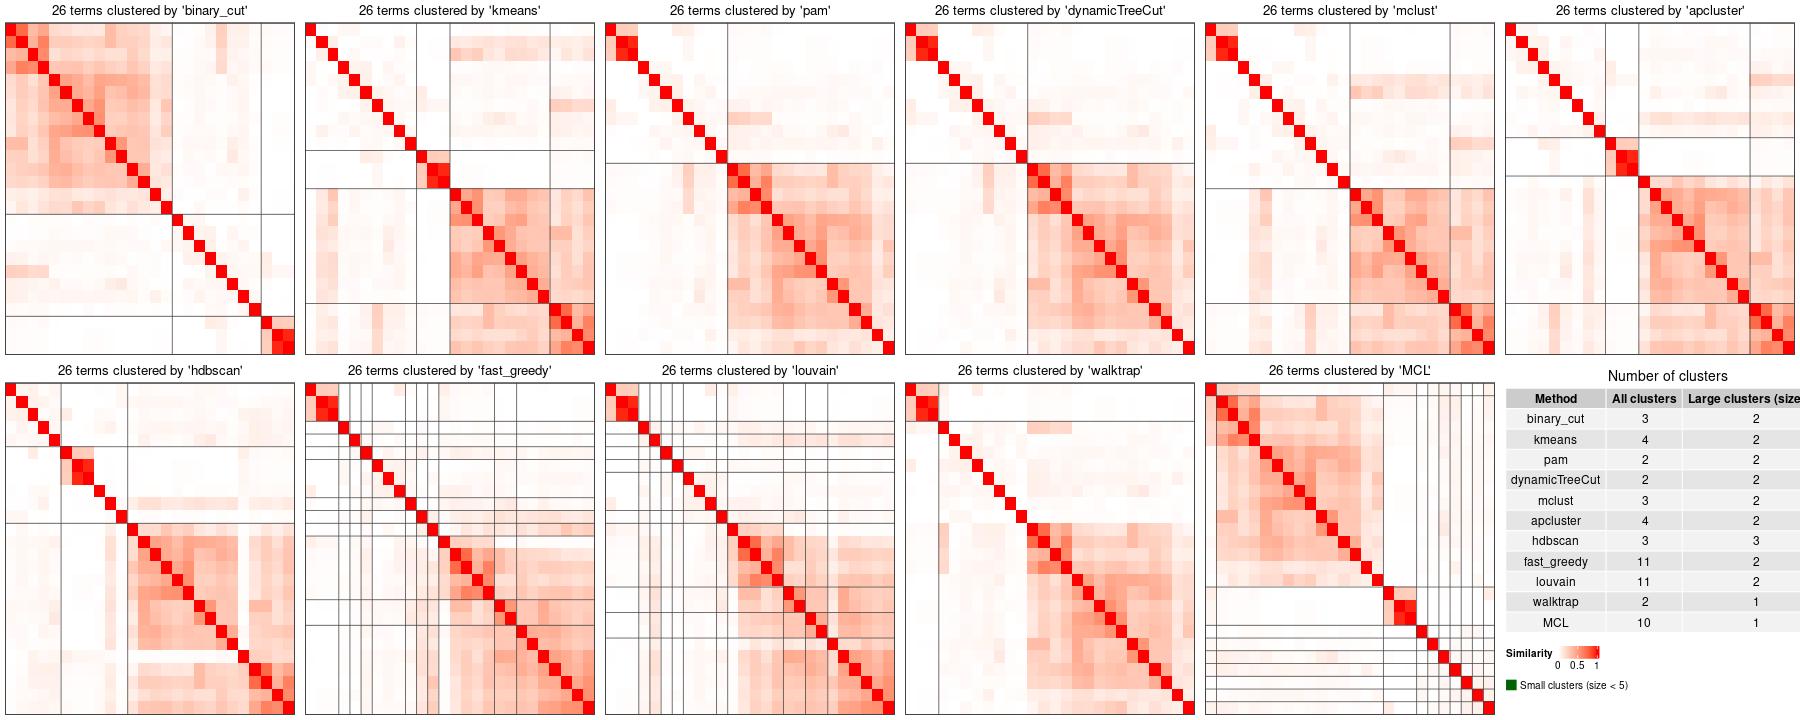 26 terms clustered by 'binary_cut'
26 terms clustered by 'kmeans'
26 terms clustered by 'pam'
26 terms clustered by 'dynamicTreeCut'
26 terms clustered by 'mclust'
26 terms clustered by 'apcluster'
26 terms clustered by 'hdbscan'
26 terms clustered by 'fast_greedy'
26 terms clustered by 'louvain'
26 terms clustered by 'walktrap'
26 terms clustered by 'MCL'
Number of clusters
Method All clusters Large clusters (size
binary_cut 3 2
kmeans 4 2
pam 2 2
dynamicTreeCut 2 2
mclust 3 2
apcluster 4 2
hdbscan 3 3
fast_greedy 11 2
louvain 11 2
walktrap 2 1
MCL 10 1
Similarity
0 0.5 1
Small clusters (size < 5)